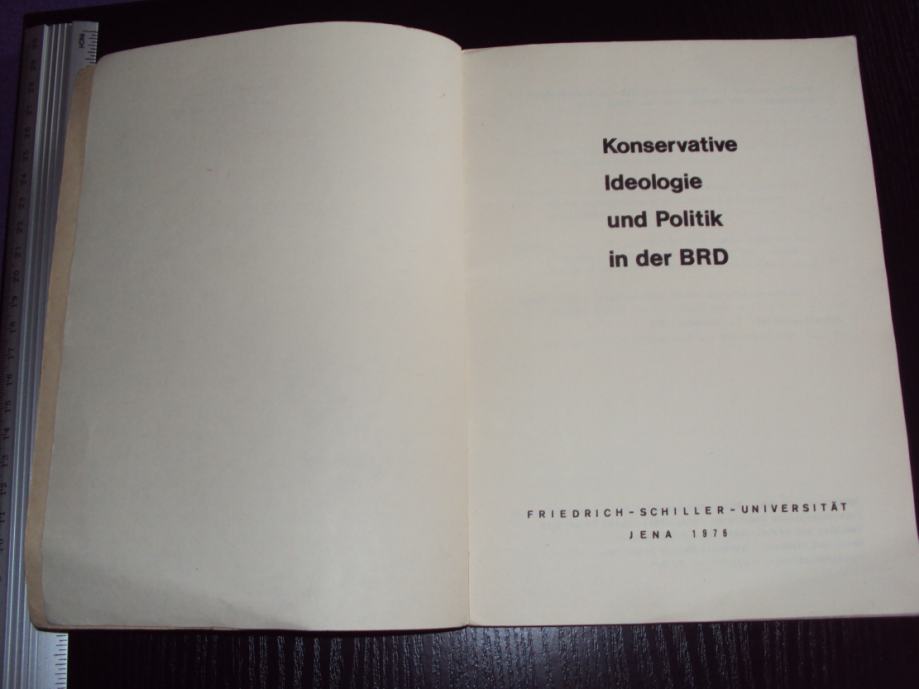 Konservative
Ideologie
und Politik
in der BRD
FRIEDRICH-SCHILLER-UNIVERSITÄT
JENA 1976